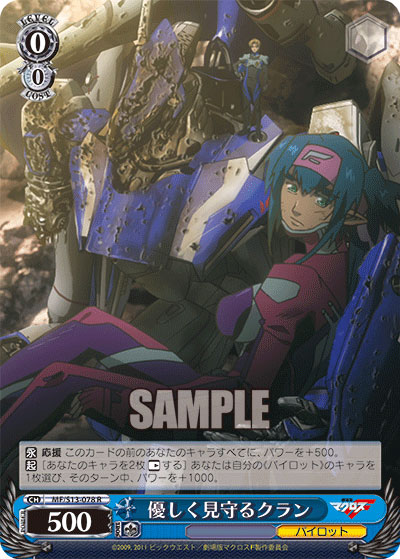 LEVEL
0
0
COST
SAMPLE
永 応援 このカードの前のあなたのキャラすべてに、パワーを+500。
起 [あなたのキャラを2枚 する] あなたは自分の《パイロット》のキャラを
1枚選び、そのターン中、パワーを+1000。
CH MF/S13-078 R
500
POWER
優しく見守るクラン
マクロスF
パイロット
©2009, 2011 ビックウエスト／劇場版マクロスF製作委員会